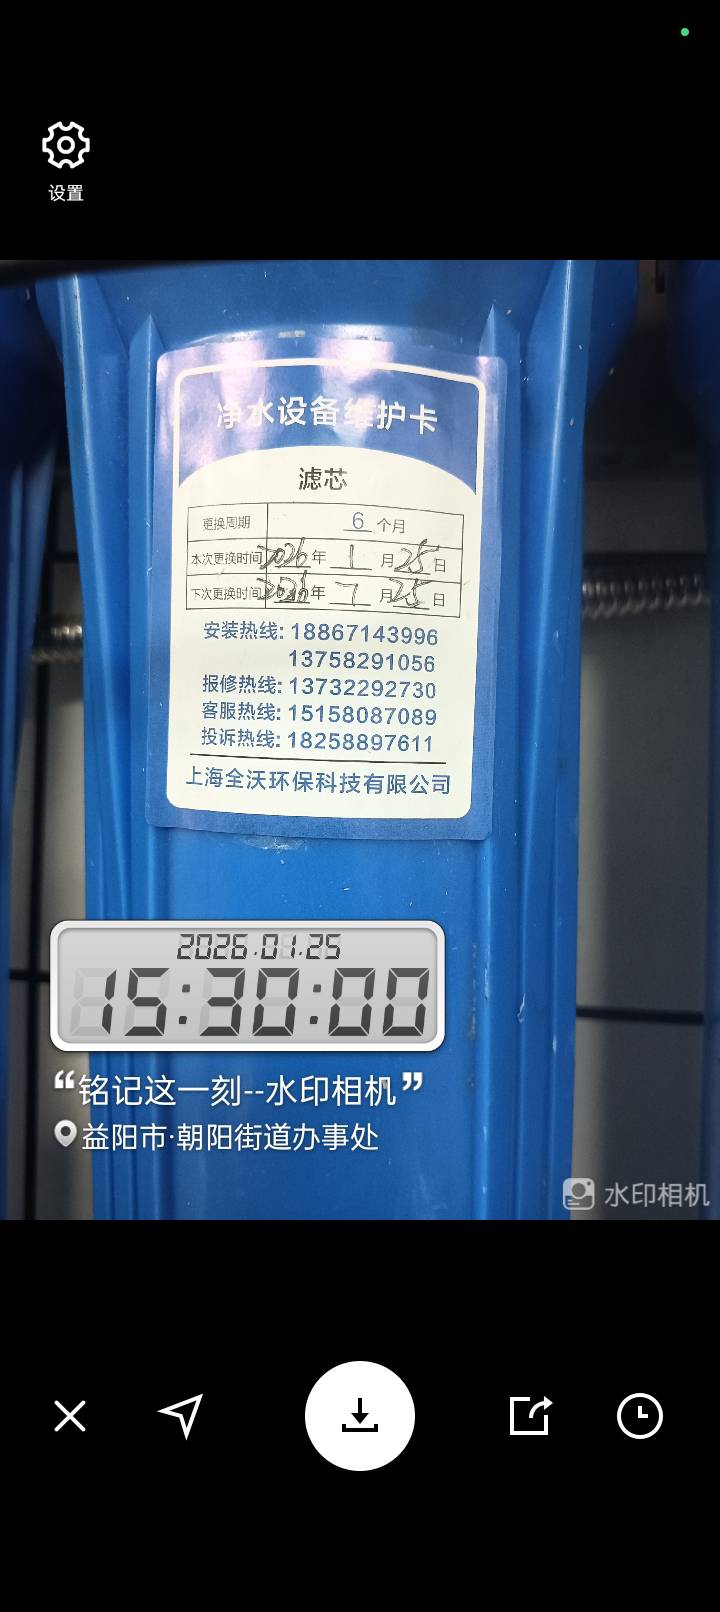 设置
净水设备维护卡
滤芯
更换周期 6 个月
本次更换时间 2026 年 1 月 25 日
下次更换时间 2026 年 7 月 25 日
安装热线: 18867143996
13758291056
报修热线: 13732292730
客服热线: 15158087089
投诉热线: 18258897611
上海全沃环保科技有限公司
2026.01.25
15:30:00
“铭记这一刻--水印相机”
益阳市·朝阳街道办事处
水印相机